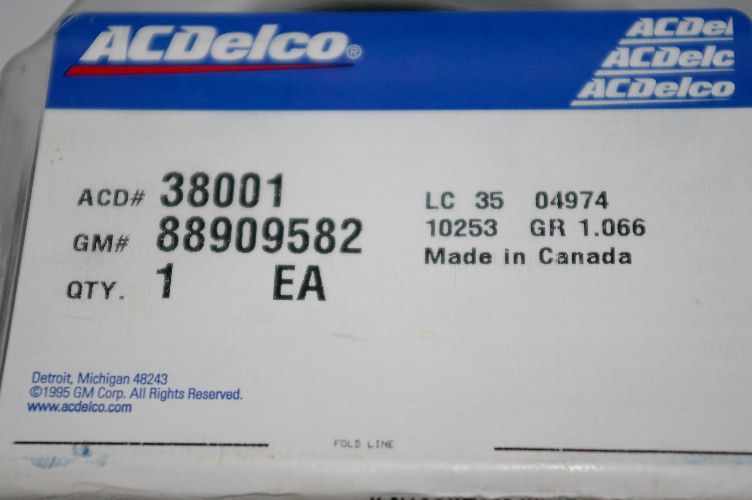 ACDelco®
ACDel
ACDelc
ACDelco
ACD# 38001
GM# 88909582
QTY. 1 EA
LC 35 04974
10253 GR 1.066
Made in Canada
Detroit, Michigan 48243
©1995 GM Corp. All Rights Reserved.
www.acdelco.com
FOLD LINE